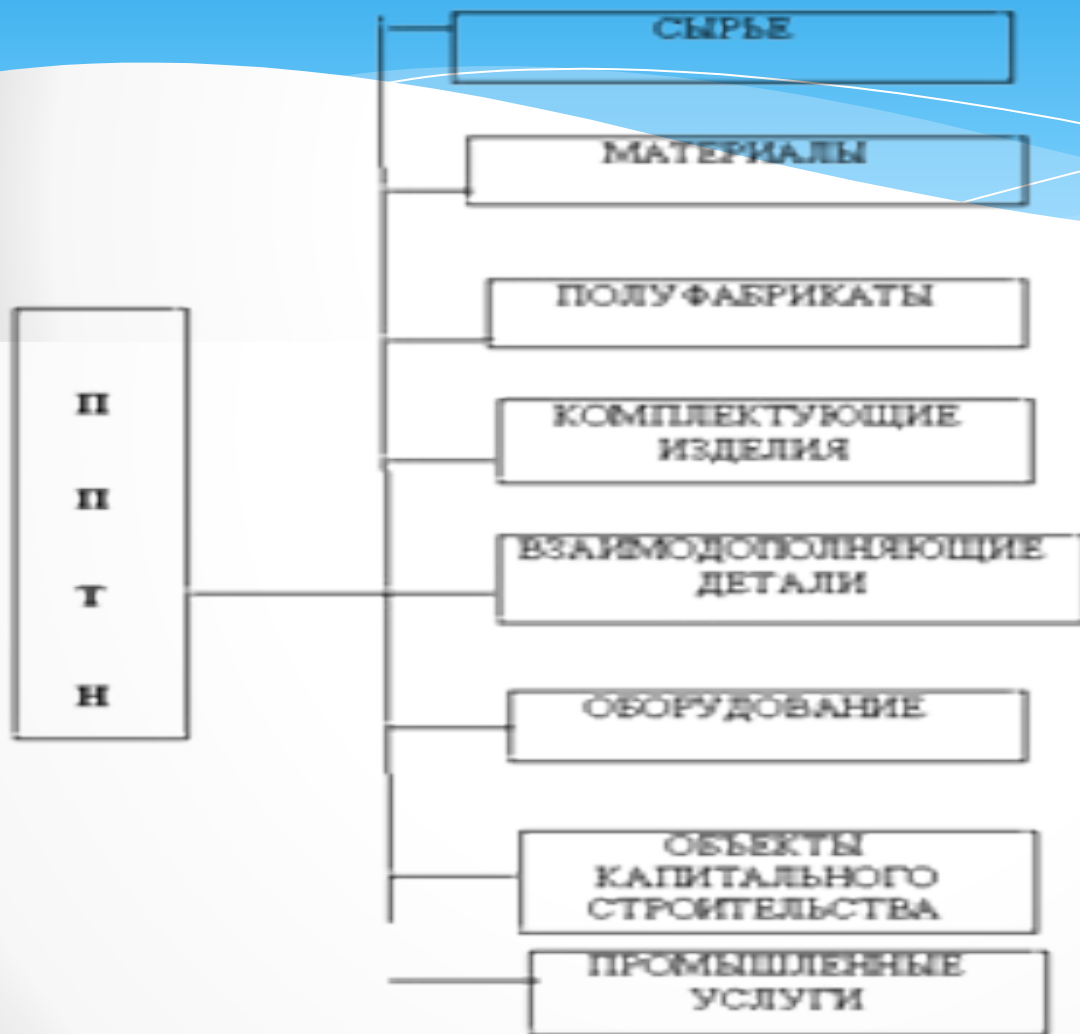 СЫРЬЕ
МАТЕРИАЛЫ
ПОЛУФАБРИКАТЫ
КОМПЛЕКТУЮЩИЕ
ИЗДЕЛИЯ
П
П
Т
Н
ВЗАИМОДОПОЛНЯЮЩИЕ
ДЕТАЛИ
ОБОРУДОВАНИЕ
ОБЪЕКТЫ
КАПИТАЛЬНОГО
СТРОИТЕЛЬСТВА
ПРОМЫШЛЕННЫЕ
УСЛУГИ